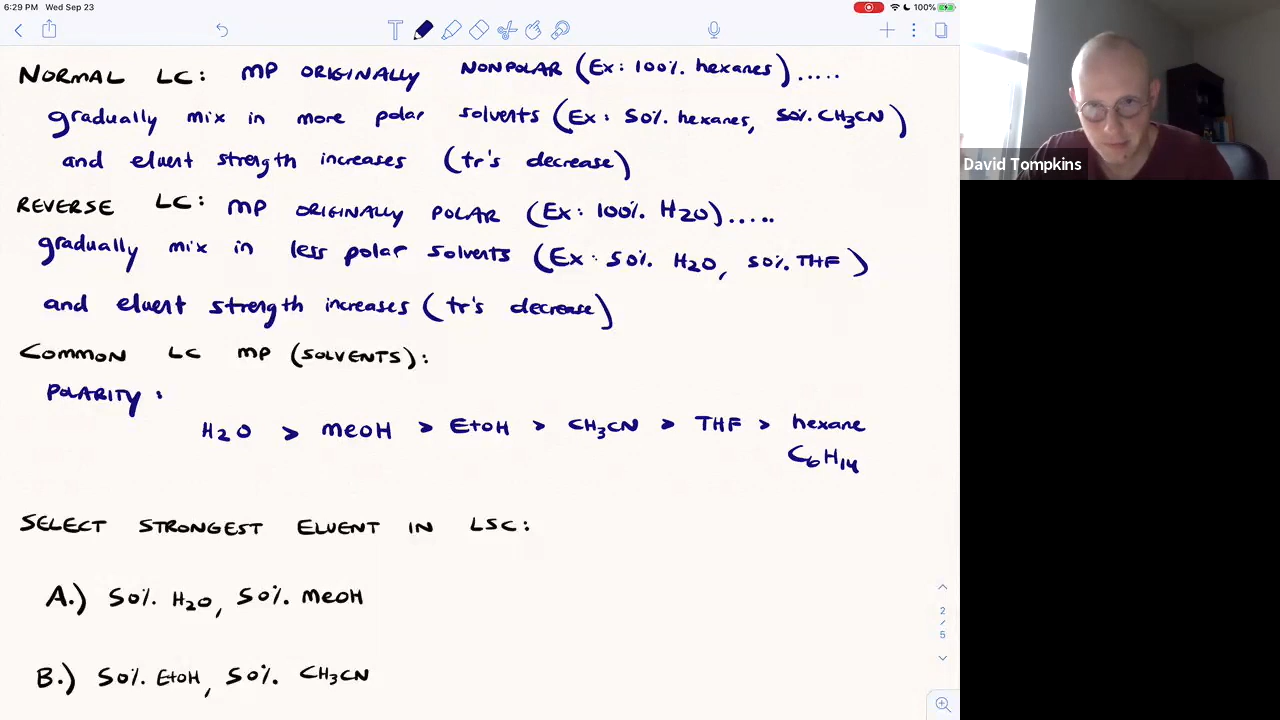 6:29 PM Wed Sep 23
100%
NORMAL LC: MP ORIGINALLY NONPOLAR (Ex: 100% hexanes).....
gradually mix in more polar solvents (Ex: 50% hexanes, 50% CH3CN)
and eluent strength increases (tr's decrease)
REVERSE LC: MP ORIGINALLY POLAR (Ex: 100% H2O).....
gradually mix in less polar solvents (Ex: 50% H2O, 50% THF)
and eluent strength increases (tr's decrease)
COMMON LC MP (SOLVENTS):
POLARITY:
H2O > MeOH > EtOH > CH3CN > THF > hexane
C6H14
SELECT STRONGEST ELUENT IN LSC:
A.) 50% H2O, 50% MeOH
B.) 50% EtOH, 50% CH3CN
David Tompkins
2
/
5